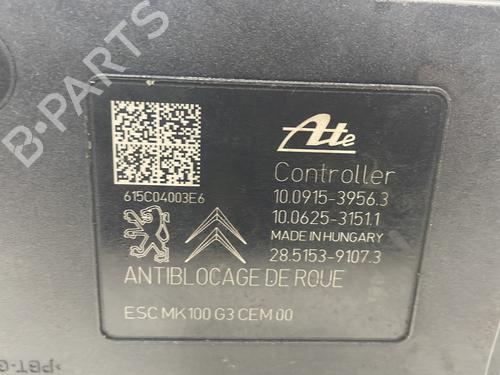 B-PARTS
Ate
Controller
615C04003E6
10.0915-3956.3
10.0625-3151.1
MADE IN HUNGARY
28.5153-9107.3
ANTIBLOCAGE DE ROUE
ESC MK100 G3 CEM 00
>PBT-G